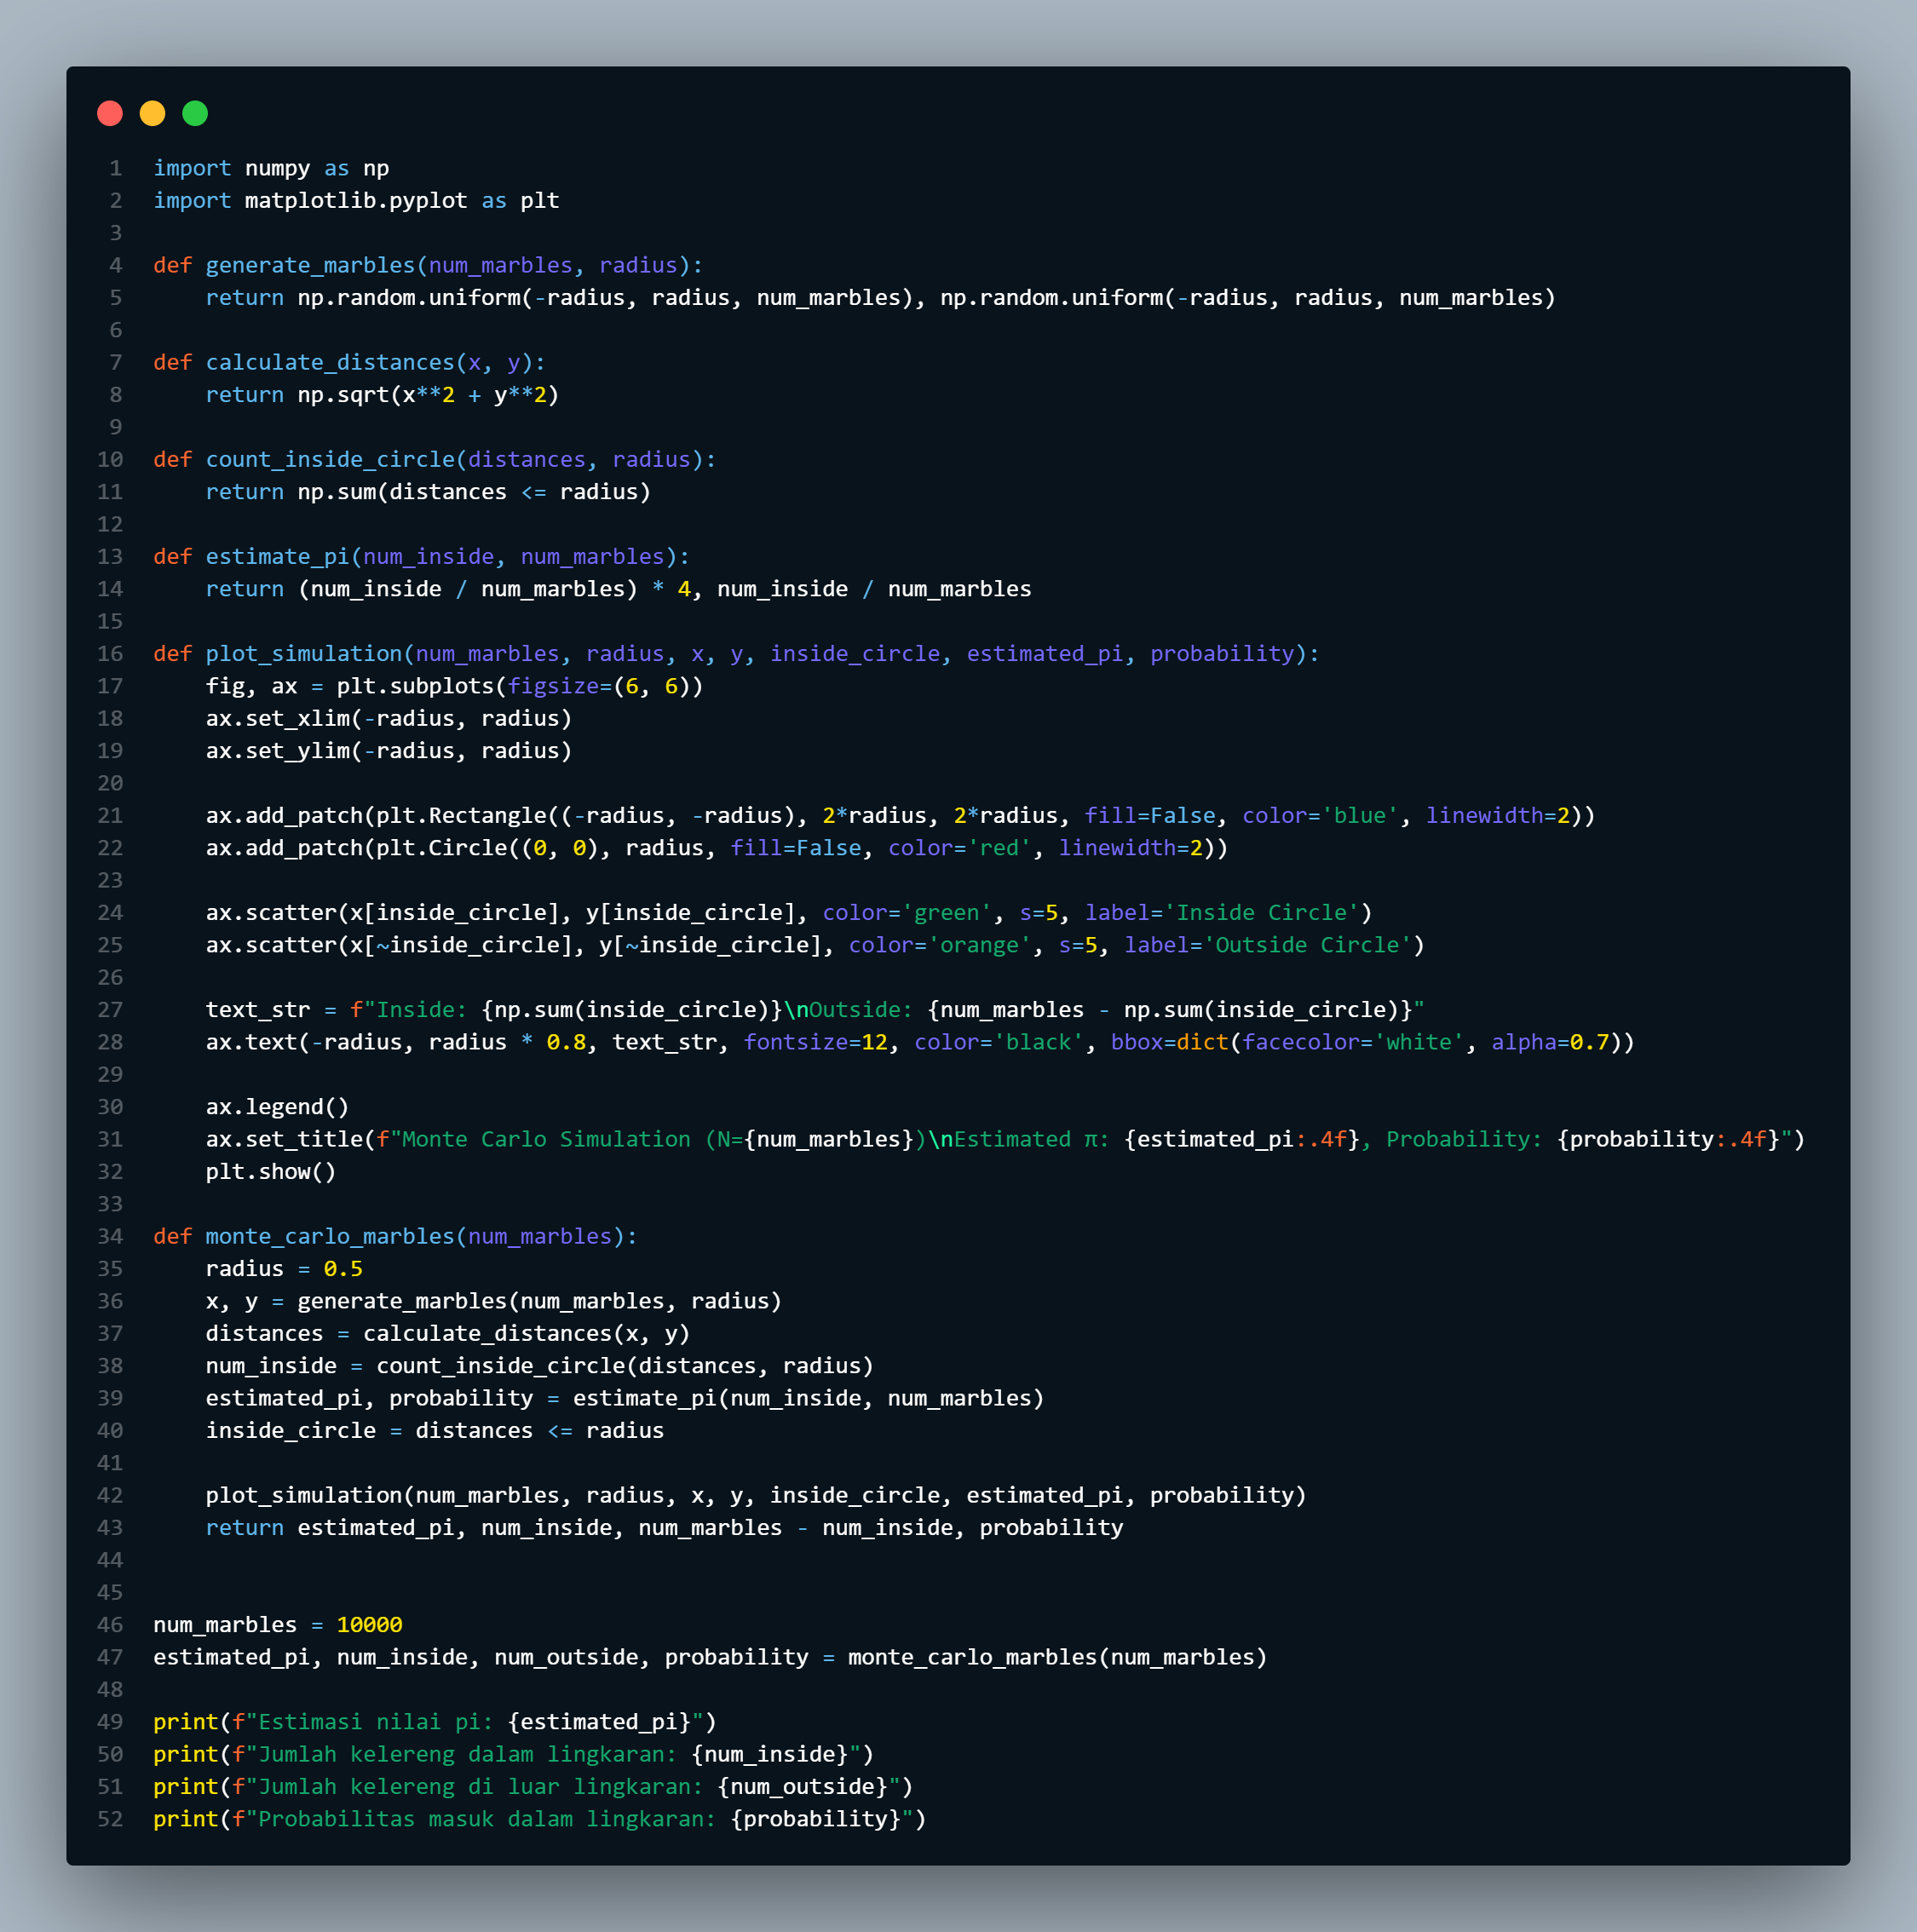 1 import numpy as np
2 import matplotlib.pyplot as plt
3
4 def generate_marbles(num_marbles, radius):
5     return np.random.uniform(-radius, radius, num_marbles), np.random.uniform(-radius, radius, num_marbles)
6
7 def calculate_distances(x, y):
8     return np.sqrt(x**2 + y**2)
9
10 def count_inside_circle(distances, radius):
11     return np.sum(distances <= radius)
12
13 def estimate_pi(num_inside, num_marbles):
14     return (num_inside / num_marbles) * 4, num_inside / num_marbles
15
16 def plot_simulation(num_marbles, radius, x, y, inside_circle, estimated_pi, probability):
17     fig, ax = plt.subplots(figsize=(6, 6))
18     ax.set_xlim(-radius, radius)
19     ax.set_ylim(-radius, radius)
20
21     ax.add_patch(plt.Rectangle((-radius, -radius), 2*radius, 2*radius, fill=False, color='blue', linewidth=2))
22     ax.add_patch(plt.Circle((0, 0), radius, fill=False, color='red', linewidth=2))
23
24     ax.scatter(x[inside_circle], y[inside_circle], color='green', s=5, label='Inside Circle')
25     ax.scatter(x[~inside_circle], y[~inside_circle], color='orange', s=5, label='Outside Circle')
26
27     text_str = f"Inside: {np.sum(inside_circle)}\nOutside: {num_marbles - np.sum(inside_circle)}"
28     ax.text(-radius, radius * 0.8, text_str, fontsize=12, color='black', bbox=dict(facecolor='white', alpha=0.7))
29
30     ax.legend()
31     ax.set_title(f"Monte Carlo Simulation (N={num_marbles})\nEstimated π: {estimated_pi:.4f}, Probability: {probability:.4f}")
32     plt.show()
33
34 def monte_carlo_marbles(num_marbles):
35     radius = 0.5
36     x, y = generate_marbles(num_marbles, radius)
37     distances = calculate_distances(x, y)
38     num_inside = count_inside_circle(distances, radius)
39     estimated_pi, probability = estimate_pi(num_inside, num_marbles)
40     inside_circle = distances <= radius
41
42     plot_simulation(num_marbles, radius, x, y, inside_circle, estimated_pi, probability)
43     return estimated_pi, num_inside, num_marbles - num_inside, probability
44
45
46 num_marbles = 10000
47 estimated_pi, num_inside, num_outside, probability = monte_carlo_marbles(num_marbles)
48
49 print(f"Estimasi nilai pi: {estimated_pi}")
50 print(f"Jumlah kelereng dalam lingkaran: {num_inside}")
51 print(f"Jumlah kelereng di luar lingkaran: {num_outside}")
52 print(f"Probabilitas masuk dalam lingkaran: {probability}")